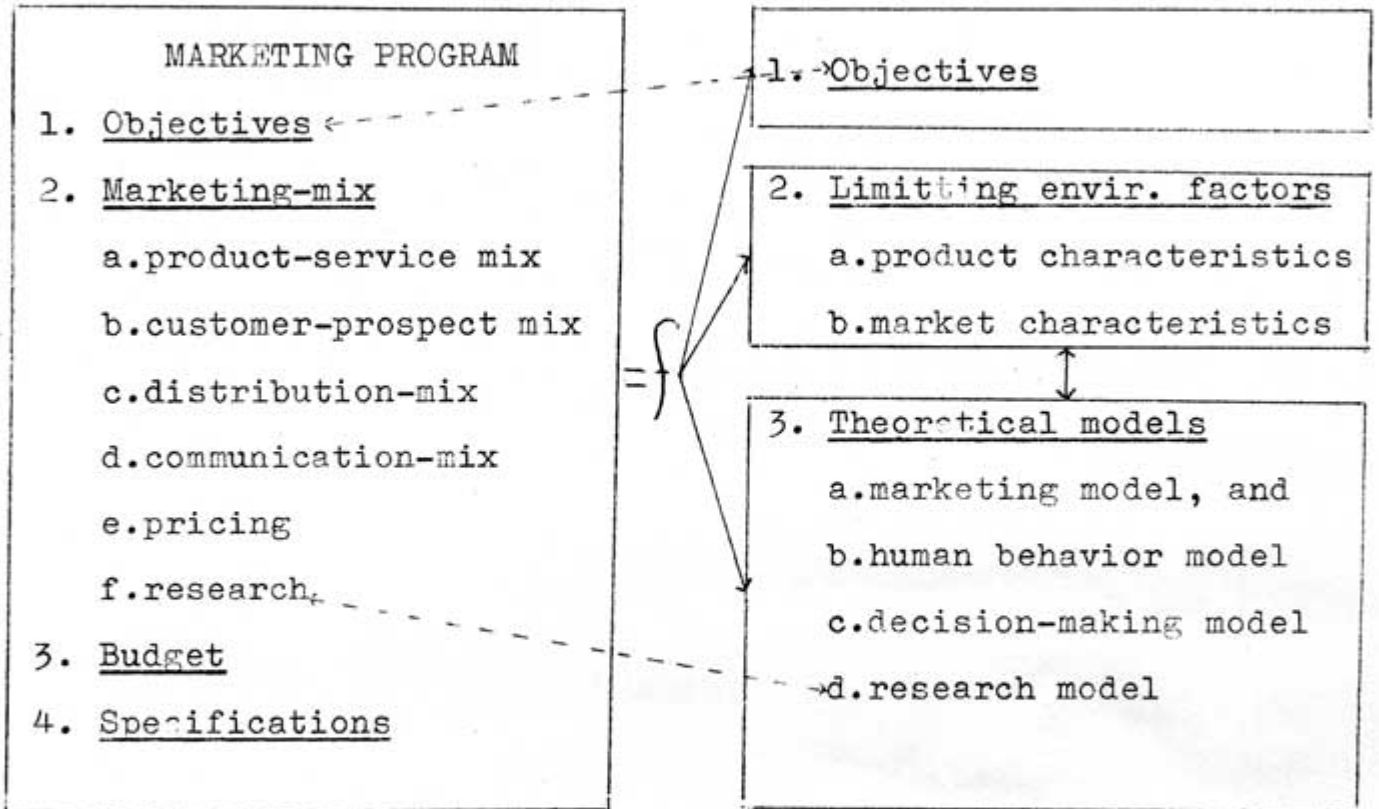 MARKETING PROGRAM
1. Objectives
2. Marketing-mix
a.product-service mix
b.customer-prospect mix
c.distribution-mix
d.communication-mix
e.pricing
f.research
3. Budget
4. Specifications
= f
1. Objectives
2. Limitting envir. factors
a.product characteristics
b.market characteristics
3. Theoretical models
a.marketing model, and
b.human behavior model
c.decision-making model
d.research model